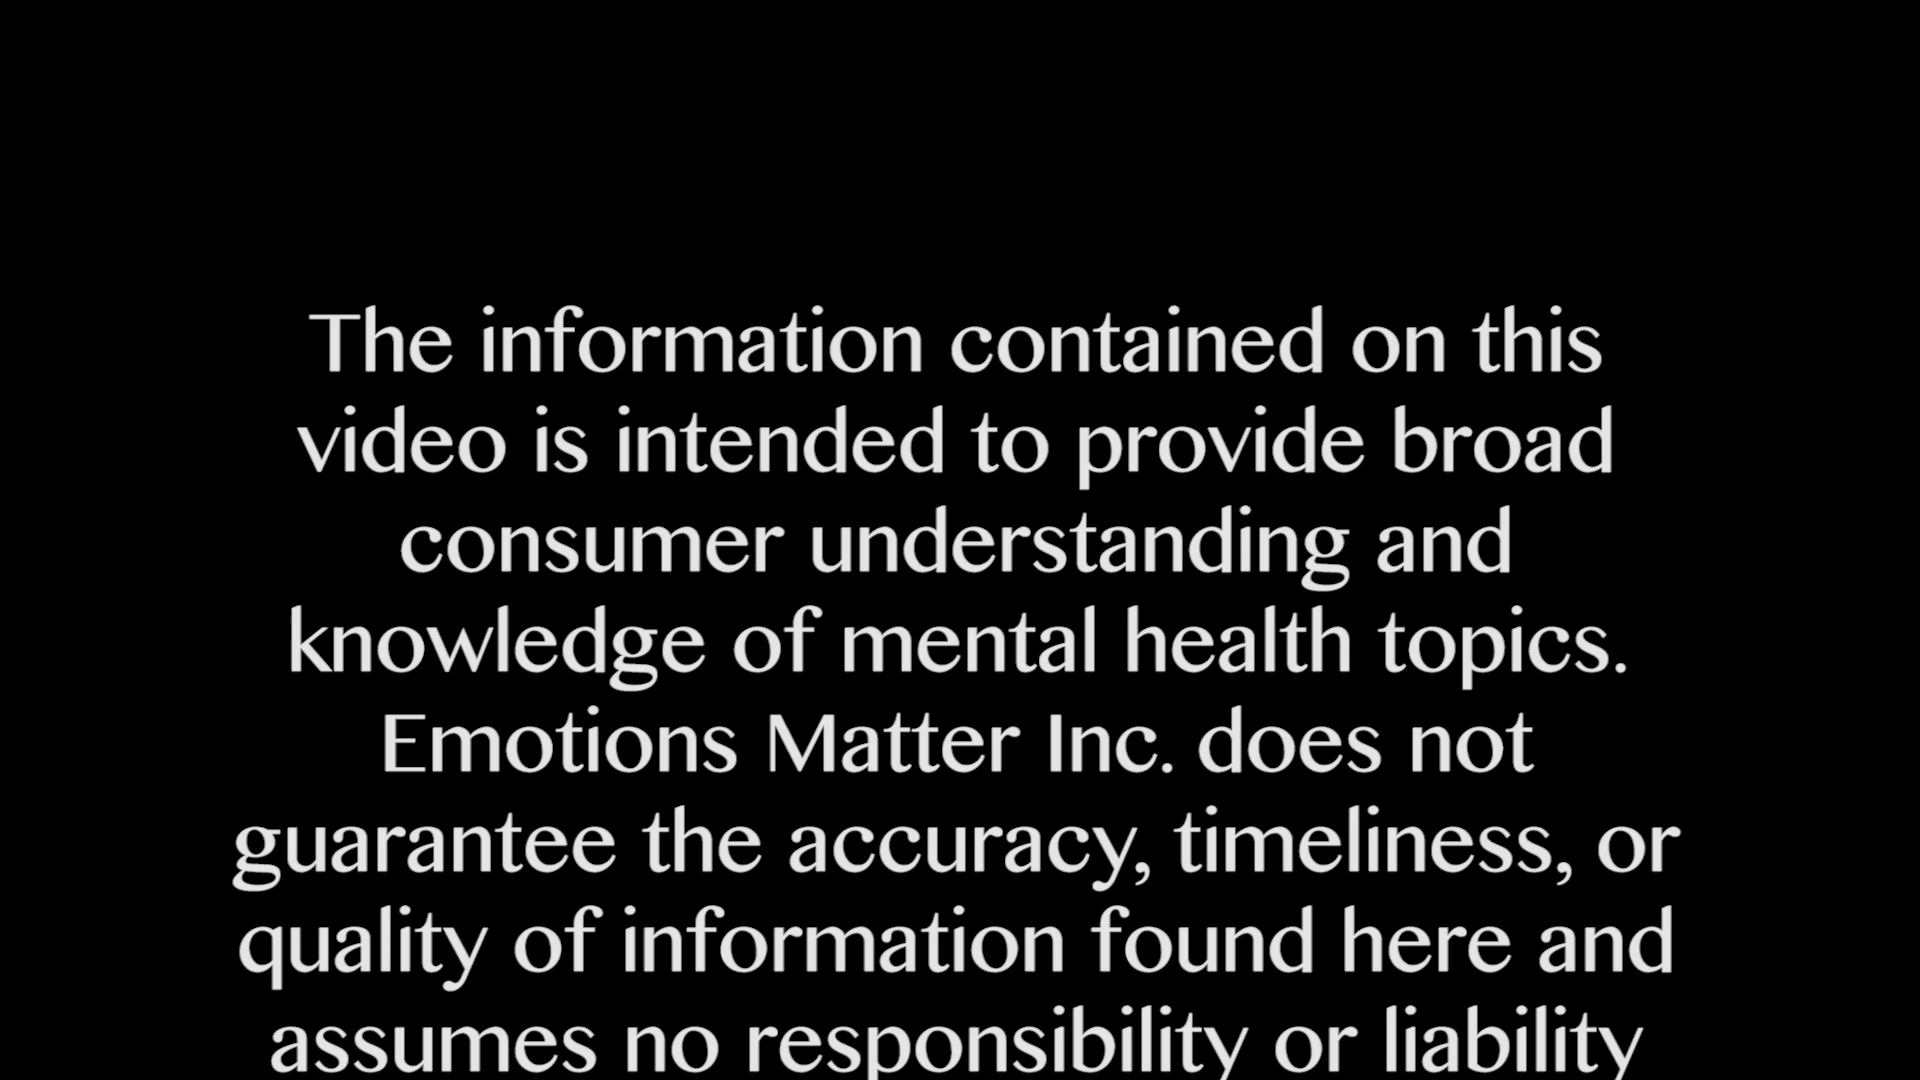 The information contained on this
video is intended to provide broad
consumer understanding and
knowledge of mental health topics.
Emotions Matter Inc. does not
guarantee the accuracy, timeliness, or
quality of information found here and
assumes no responsibility or liability